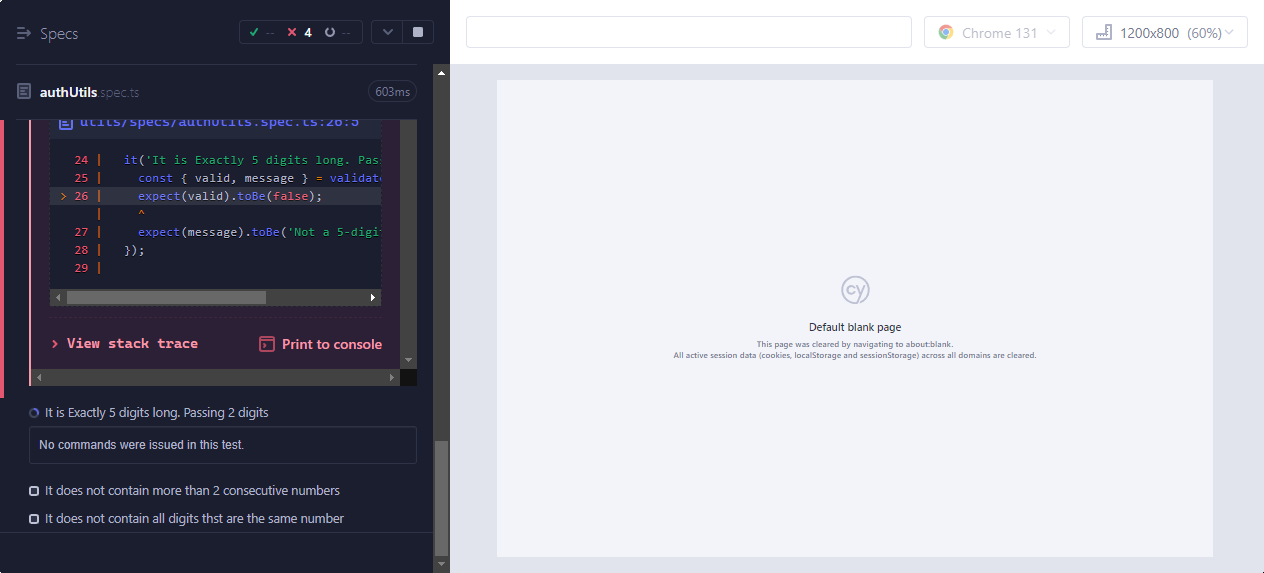 Specs
-- 4 --
Chrome 131
1200x800 (60%)
authUtils.spec.ts
603ms
utils/specs/authUtils.spec.ts:26:5
24 | it('It is Exactly 5 digits long. Pas
25 | const { valid, message } = validat
> 26 | expect(valid).toBe(false);
| ^
27 | expect(message).toBe('Not a 5-digi
28 | });
29 |
View stack trace
Print to console
It is Exactly 5 digits long. Passing 2 digits
No commands were issued in this test.
It does not contain more than 2 consecutive numbers
It does not contain all digits thst are the same number
cy
Default blank page
This page was cleared by navigating to about:blank.
All active session data (cookies, localStorage and sessionStorage) across all domains are cleared.